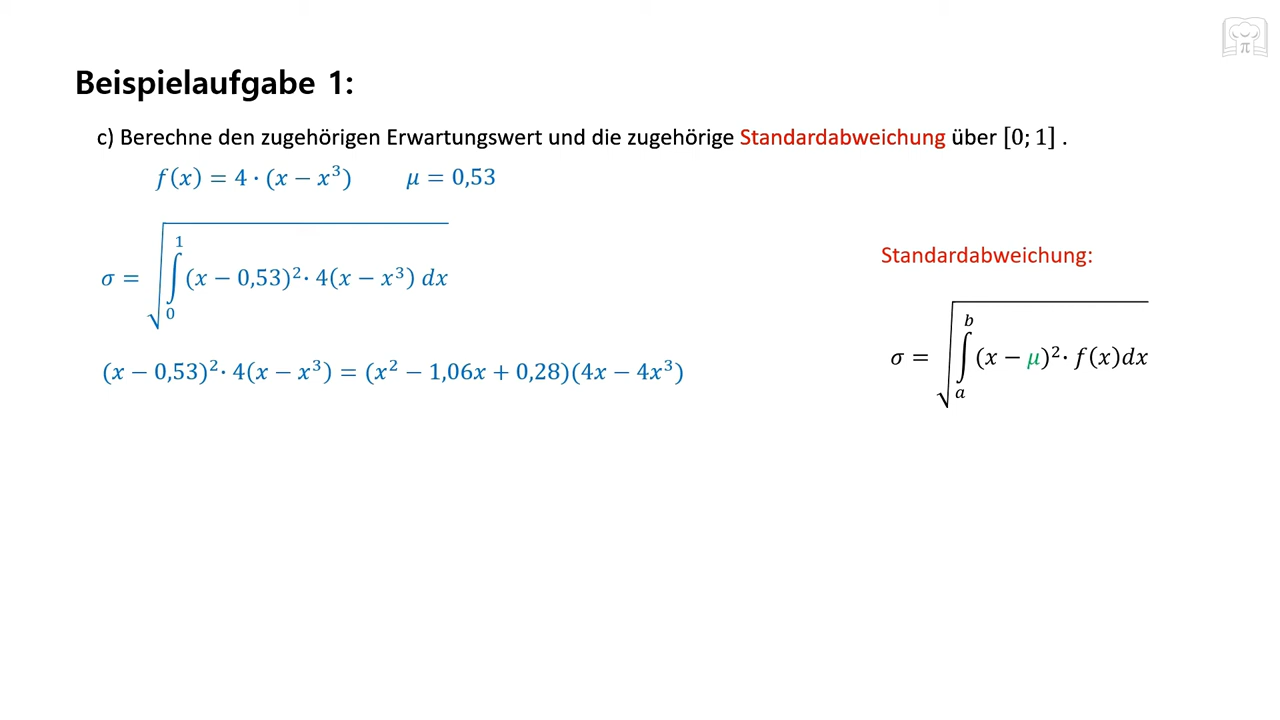 Beispielaufgabe 1:
c) Berechne den zugehörigen Erwartungswert und die zugehörige Standardabweichung über [0; 1] .
f(x) = 4 · (x − x³)   μ = 0,53
σ = √(∫₀¹ (x − 0,53)² · 4(x − x³) dx)
Standardabweichung:
σ = √(∫ₐᵇ (x − μ)² · f(x)dx)
(x − 0,53)² · 4(x − x³) = (x² − 1,06x + 0,28)(4x − 4x³)
π